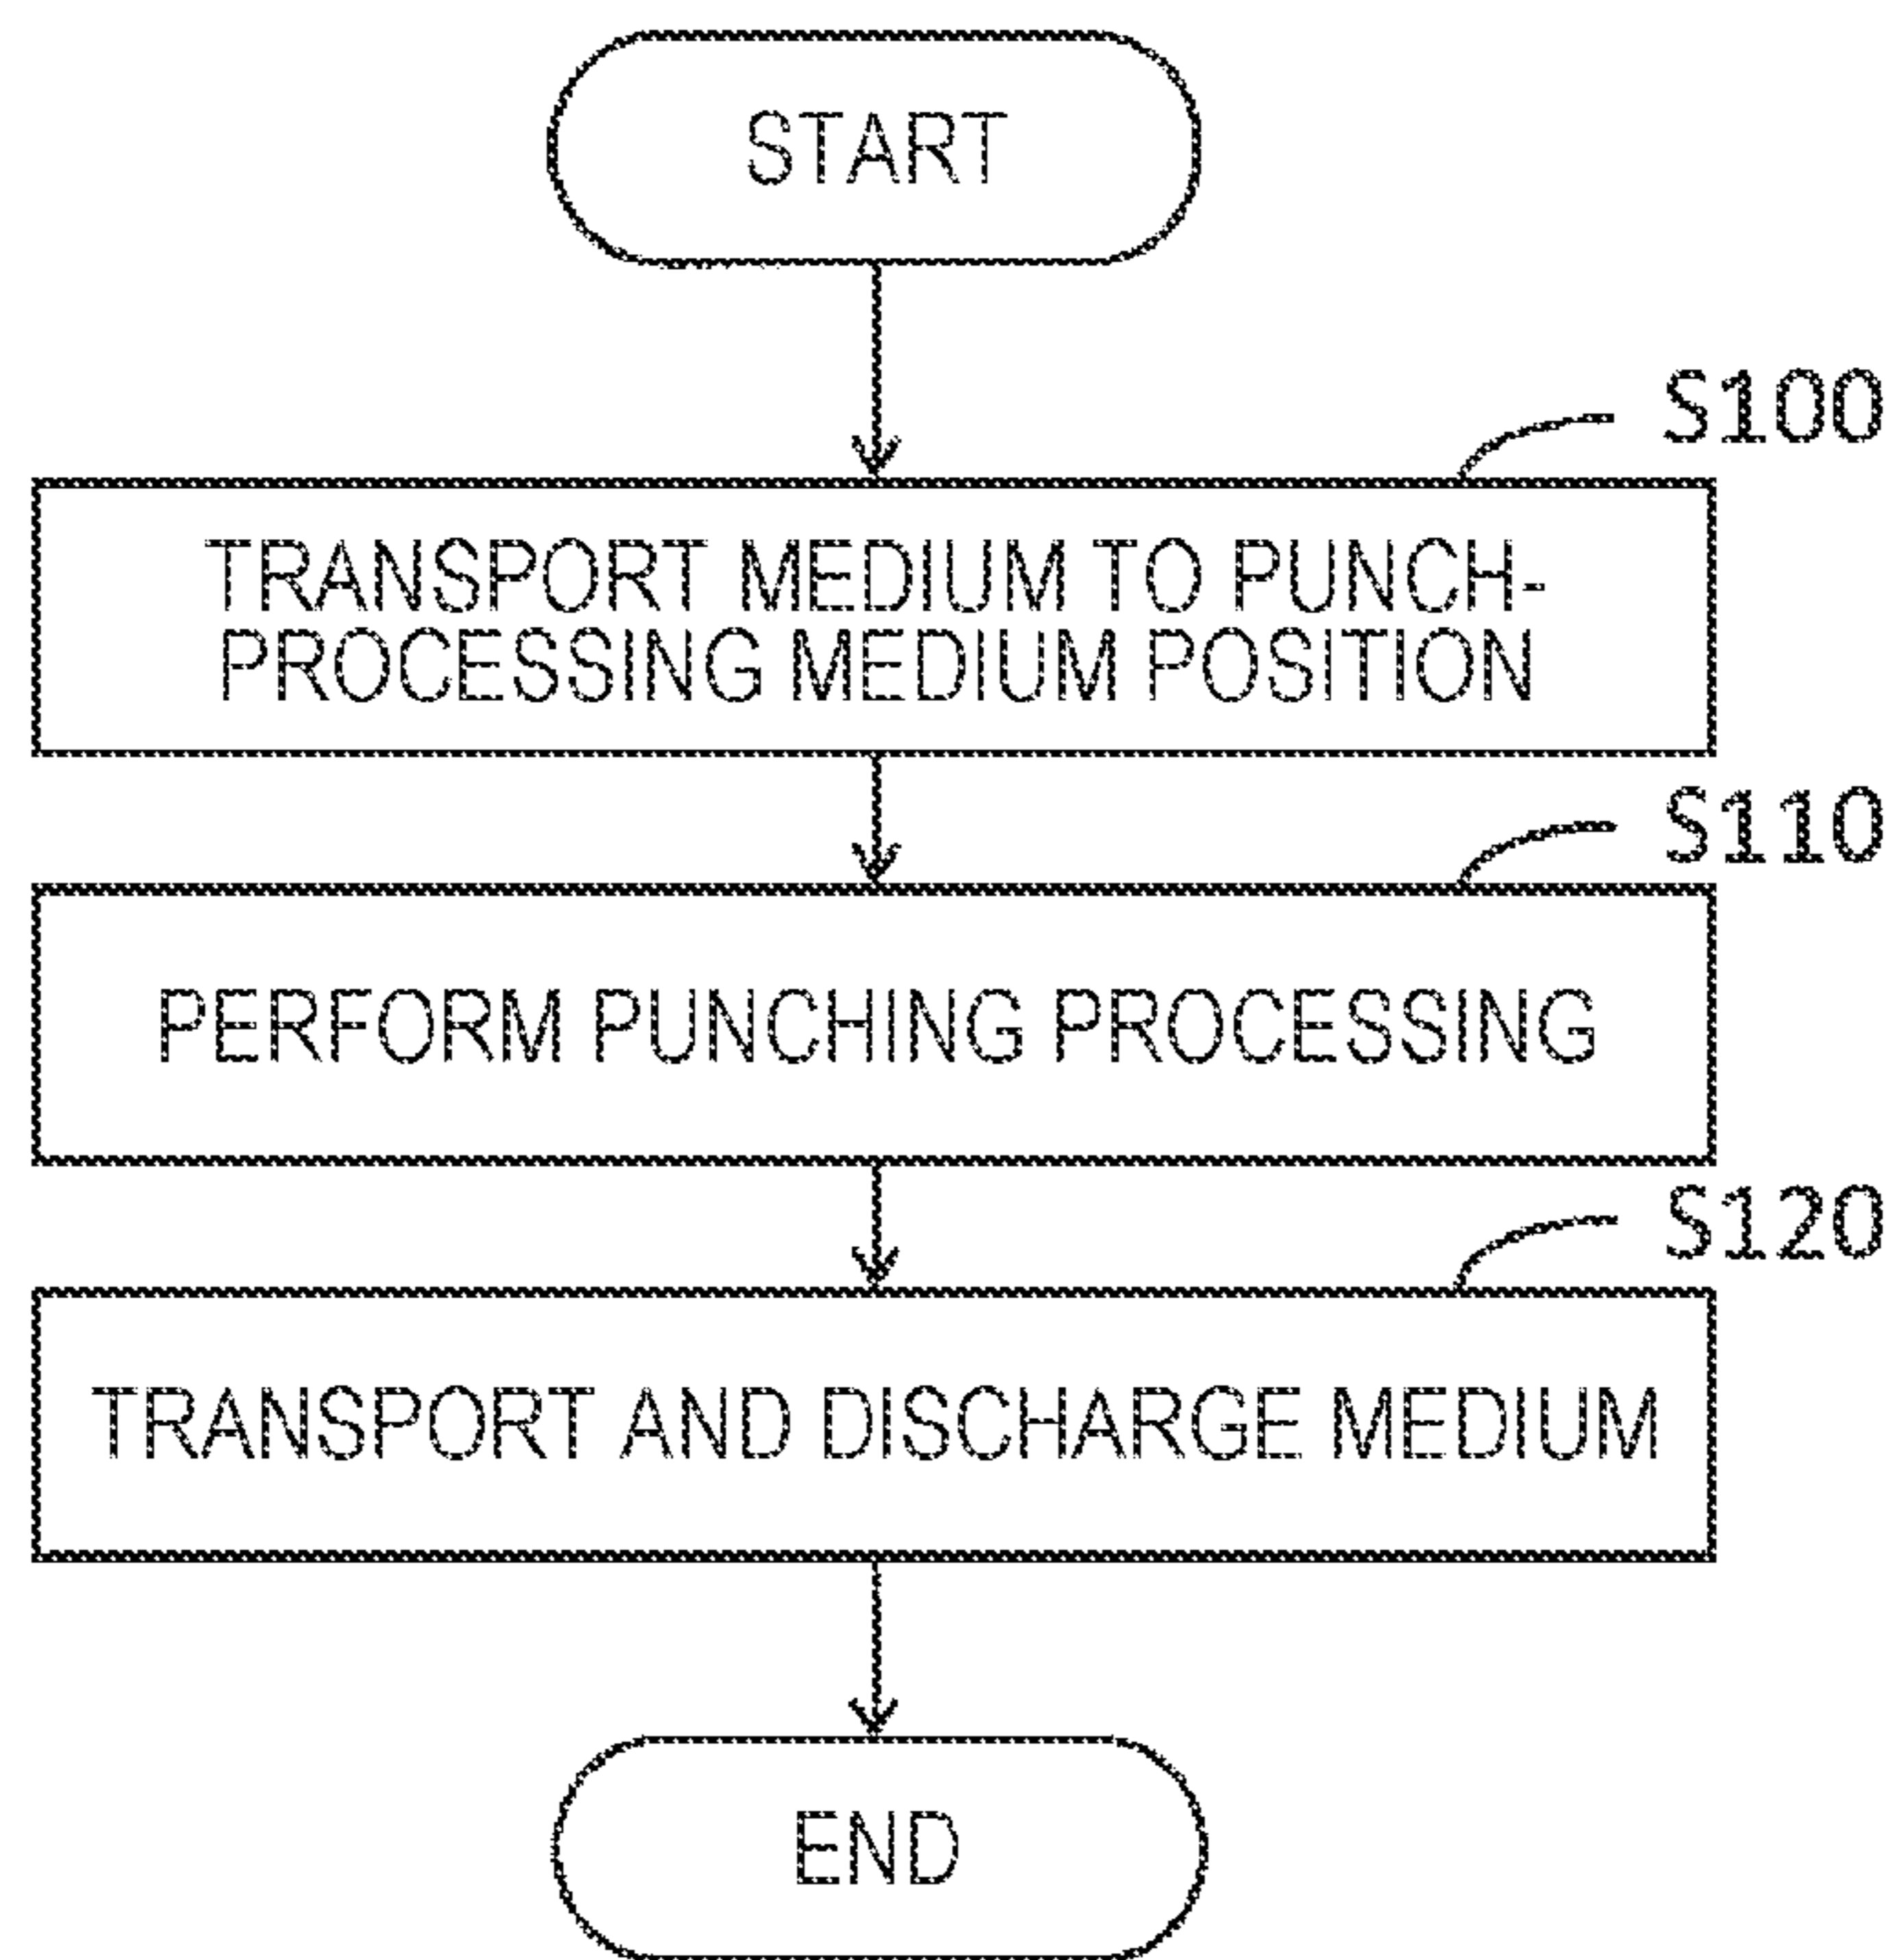 START
S100
TRANSPORT MEDIUM TO PUNCH-
PROCESSING MEDIUM POSITION
S110
PERFORM PUNCHING PROCESSING
S120
TRANSPORT AND DISCHARGE MEDIUM
END